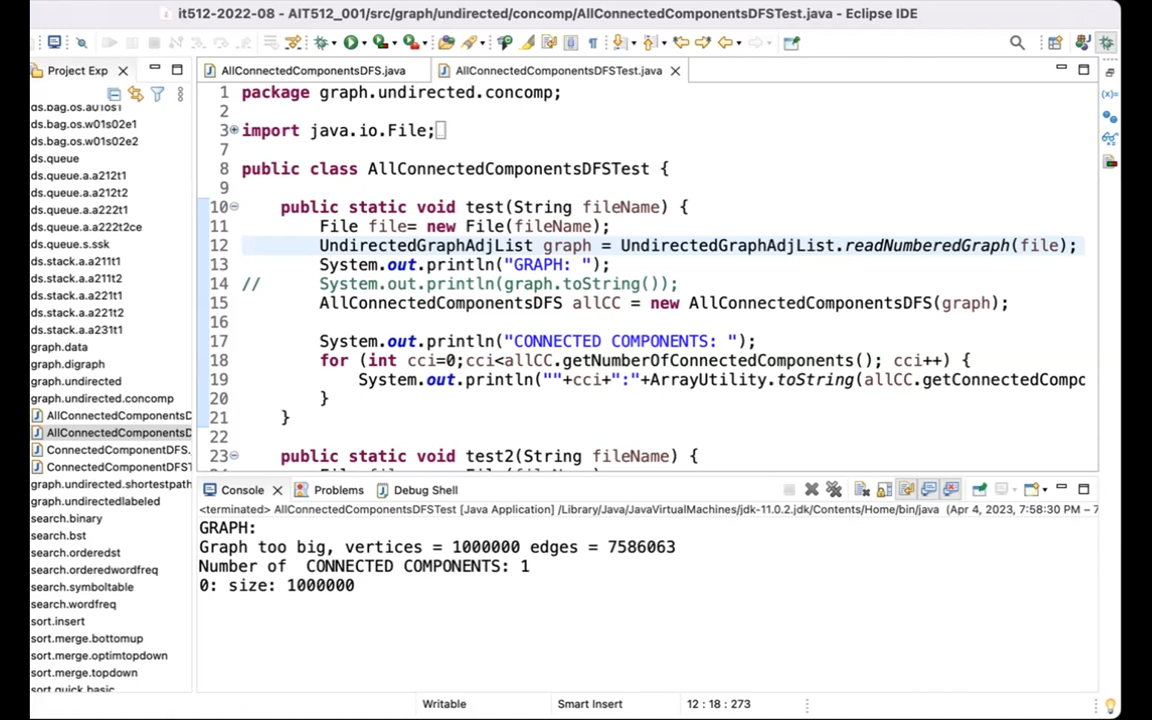 it512-2022-08 - AIT512_001/src/graph/undirected/concomp/AllConnectedComponentsDFSTest.java - Eclipse IDE
Project Exp
AllConnectedComponentsDFS.java
AllConnectedComponentsDFSTest.java
ds.bag.os.w01s02e1
ds.bag.os.w01s02e2
ds.queue
ds.queue.a.a212t1
ds.queue.a.a212t2
ds.queue.a.a222t1
ds.queue.a.a227t2ce
ds.queue.s.ssk
ds.stack.a.a211t1
ds.stack.a.a211t2
ds.stack.a.a221t1
ds.stack.a.a221t2
ds.stack.a.a231t1
graph.data
graph.digraph
graph.undirected
graph.undirected.concomp
AllConnectedComponentsD
AllConnectedComponentsD
ConnectedComponentDFS.
ConnectedComponentDFST
graph.undirected.shortestpath
graph.undirectedlabeled
search.binary
search.bst
search.orderedst
search.orderedwordfreq
search.symboltable
search.wordfreq
sort.insert
sort.merge.bottomup
sort.merge.optimtopdown
sort.merge.topdown
sort.quick.basic
1 package graph.undirected.concomp;
2
3 import java.io.File;
7
8 public class AllConnectedComponentsDFSTest {
9
10 public static void test(String fileName) {
11 File file= new File(fileName);
12 UndirectedGraphAdjList graph = UndirectedGraphAdjList.readNumberedGraph(file);
13 System.out.println("GRAPH: ");
14 // System.out.println(graph.toString());
15 AllConnectedComponentsDFS allCC = new AllConnectedComponentsDFS(graph);
16
17 System.out.println("CONNECTED COMPONENTS: ");
18 for (int cci=0;cci<allCC.getNumberOfConnectedComponents(); cci++) {
19 System.out.println(""+cci+":"+ArrayUtility.toString(allCC.getConnectedCompo
20 }
21 }
22
23 public static void test2(String fileName) {
Console
Problems
Debug Shell
<terminated> AllConnectedComponentsDFSTest [Java Application] /Library/Java/JavaVirtualMachines/jdk-11.0.2.jdk/Contents/Home/bin/java (Apr 4, 2023, 7:58:30 PM – 7
GRAPH:
Graph too big, vertices = 1000000 edges = 7586063
Number of  CONNECTED COMPONENTS: 1
0: size: 1000000
Writable
Smart Insert
12 : 18 : 273